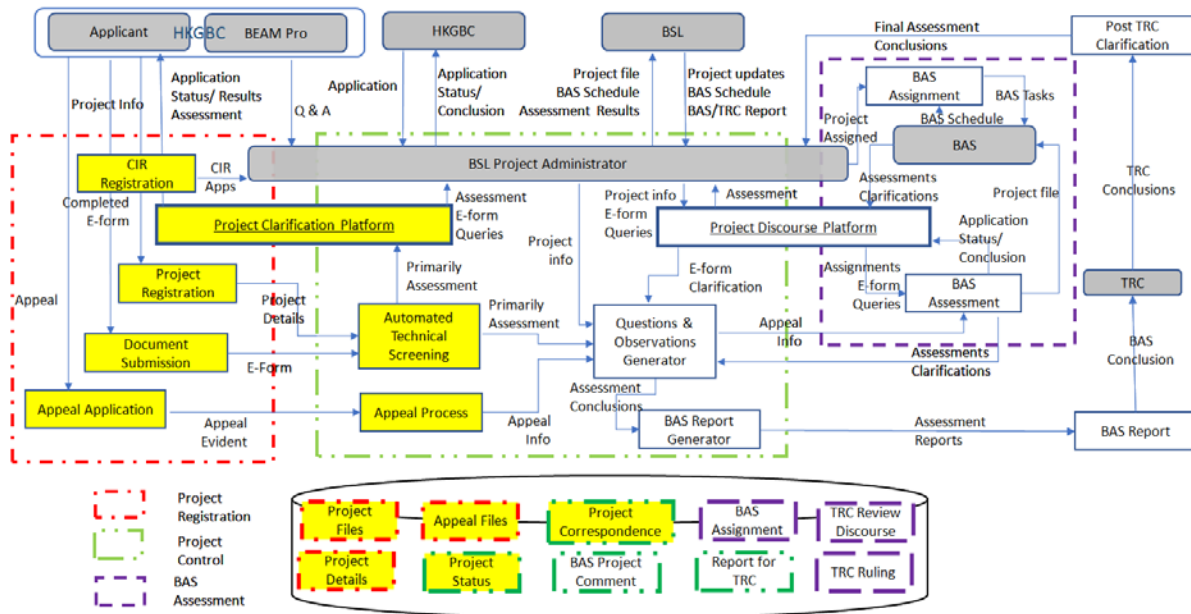 Applicant
HKGBC
BEAM Pro
HKGBC
BSL
Final Assessment
Conclusions
Post TRC
Clarification
Project Info
Application
Status/ Results
Assessment
Q & A
Application
Application
Status/
Conclusion
Project file
BAS Schedule
Assessment Results
Project updates
BAS Schedule
BAS/TRC Report
BAS
Assignment
BAS Tasks
BAS Schedule
Project
Assigned
BAS
CIR
Registration
CIR
Apps
BSL Project Administrator
Assessments
Clarifications
Project file
TRC
Conclusions
Completed
E-form
Project Clarification Platform
Assessment
E-form
Queries
Project info
E-form
Queries
Assessment
Project Discourse Platform
Application
Status/
Conclusion
Project
info
Appeal
Project
Registration
Project
Details
Primarily
Assessment
E-form
Clarification
Assignments
E-form
Queries
BAS
Assessment
TRC
Document
Submission
E-Form
Automated
Technical
Screening
Primarily
Assessment
Questions &
Observations
Generator
Appeal
Info
Assessments
Clarifications
BAS
Conclusion
Appeal Application
Appeal
Evident
Appeal Process
Appeal
Info
Assessment
Conclusions
BAS Report
Generator
Assessment
Reports
BAS Report
Project
Registration
Project
Control
BAS
Assessment
Project
Files
Appeal Files
Project
Correspondence
BAS
Assignment
TRC Review
Discourse
Project
Details
Project
Status
BAS Project
Comment
Report for
TRC
TRC Ruling